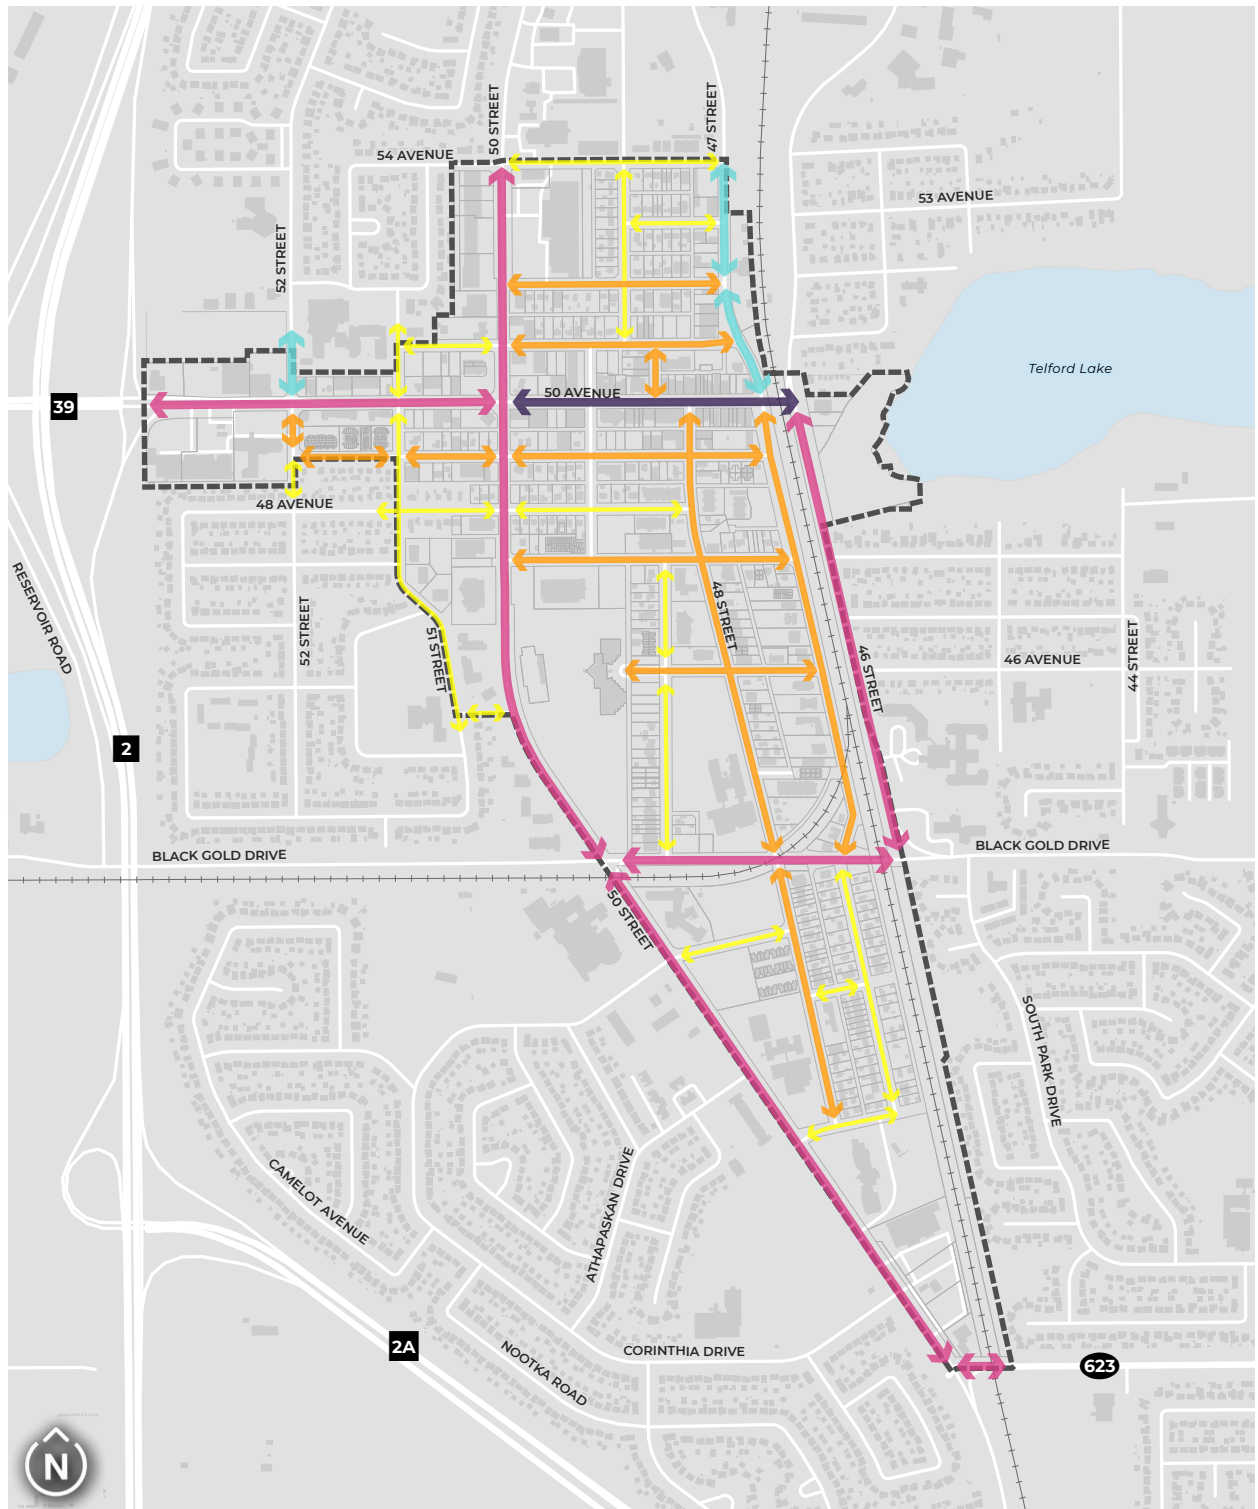 50 STREET
47 STREET
54 AVENUE
53 AVENUE
52 STREET
Telford Lake
39
50 AVENUE
48 AVENUE
RESERVOIR ROAD
52 STREET
51 STREET
48 STREET
46 STREET
46 AVENUE
44 STREET
2
BLACK GOLD DRIVE
BLACK GOLD DRIVE
50 STREET
SOUTH PARK DRIVE
CAMELOT AVENUE
ATHAPASKAN DRIVE
2A
NOOTKA ROAD
CORINTHIA DRIVE
623
N